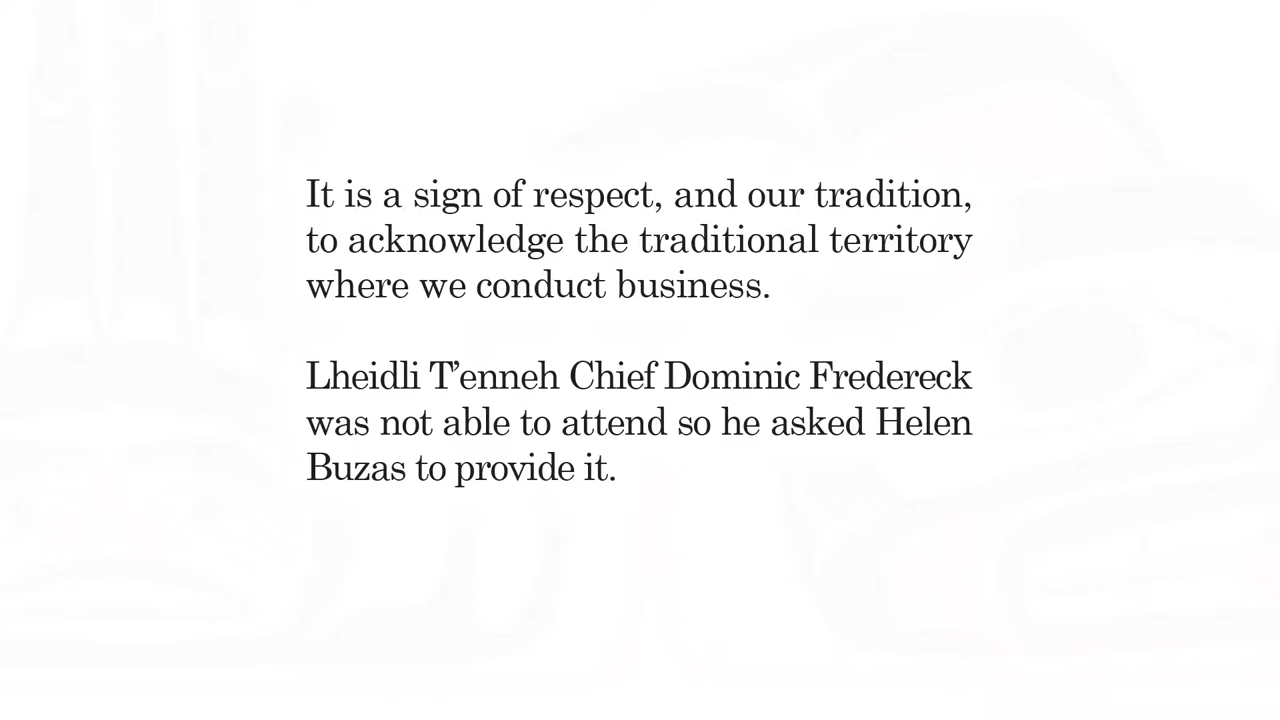 It is a sign of respect, and our tradition,
to acknowledge the traditional territory
where we conduct business.
Lheidli T’enneh Chief Dominic Fredereck
was not able to attend so he asked Helen
Buzas to provide it.